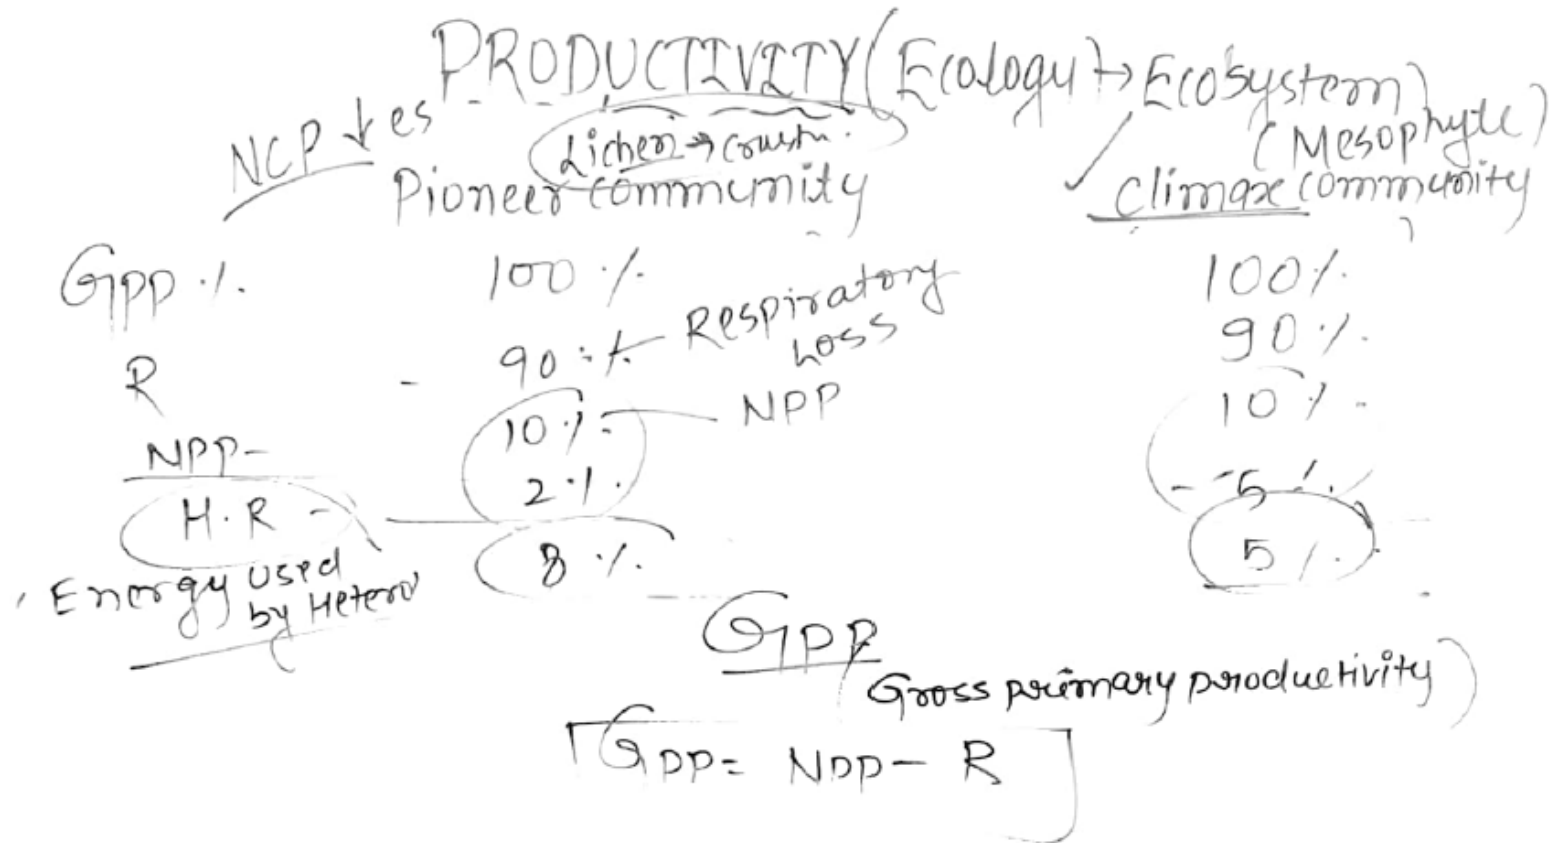 PRODUCTIVITY (Ecology → Ecosystem)
NCP ↓es
Lichen → Crustu.
(Mesophyte)
Pioneer community
Climax community
GPP % 100 % 100 %
R - 90 % ← Respiratory Loss 90 %
NPP - 10 % — NPP 10 %
H.R - 2 % - 5 %
8 % 5 %
Energy used
by Hetero
GPP
(Gross primary productivity)
GPP = NPP - R